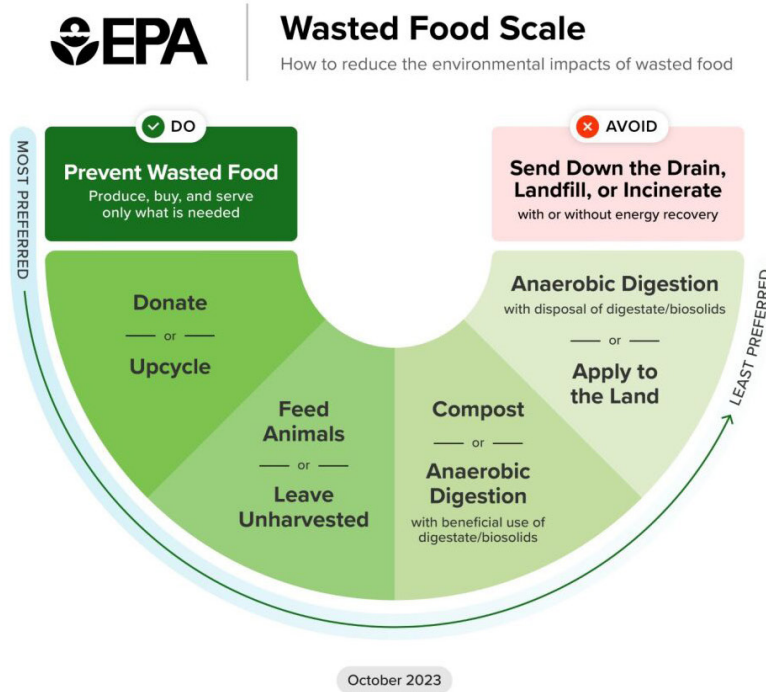 EPA
Wasted Food Scale
How to reduce the environmental impacts of wasted food
MOST PREFERRED
DO
Prevent Wasted Food
Produce, buy, and serve
only what is needed
Donate
or
Upcycle
Feed
Animals
or
Leave
Unharvested
Compost
or
Anaerobic
Digestion
with beneficial use of
digestate/biosolids
Anaerobic Digestion
with disposal of digestate/biosolids
or
Apply to
the Land
AVOID
Send Down the Drain,
Landfill, or Incinerate
with or without energy recovery
LEAST PREFERRED
October 2023